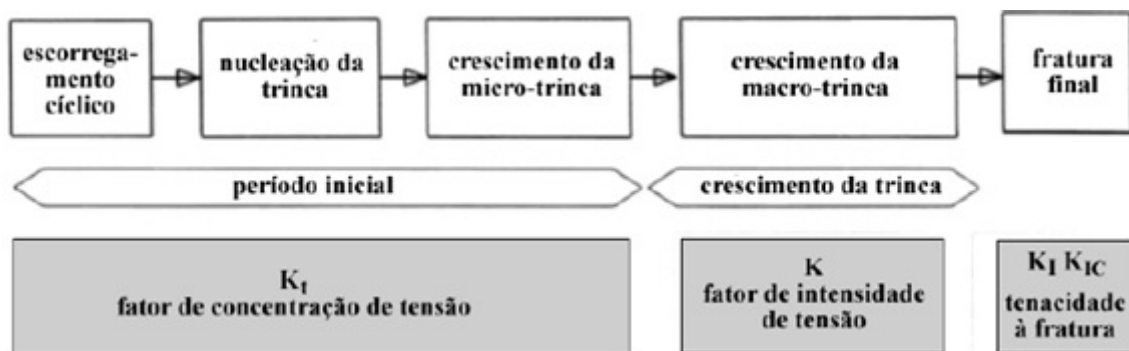 escorrega-
mento
cíclico
nucleação da
trinca
crescimento da
micro-trinca
crescimento da
macro-trinca
fratura
final
período inicial
crescimento da trinca
Kt
fator de concentração de tensão
K
fator de intensidade
de tensão
KI KIC
tenacidade
à fratura